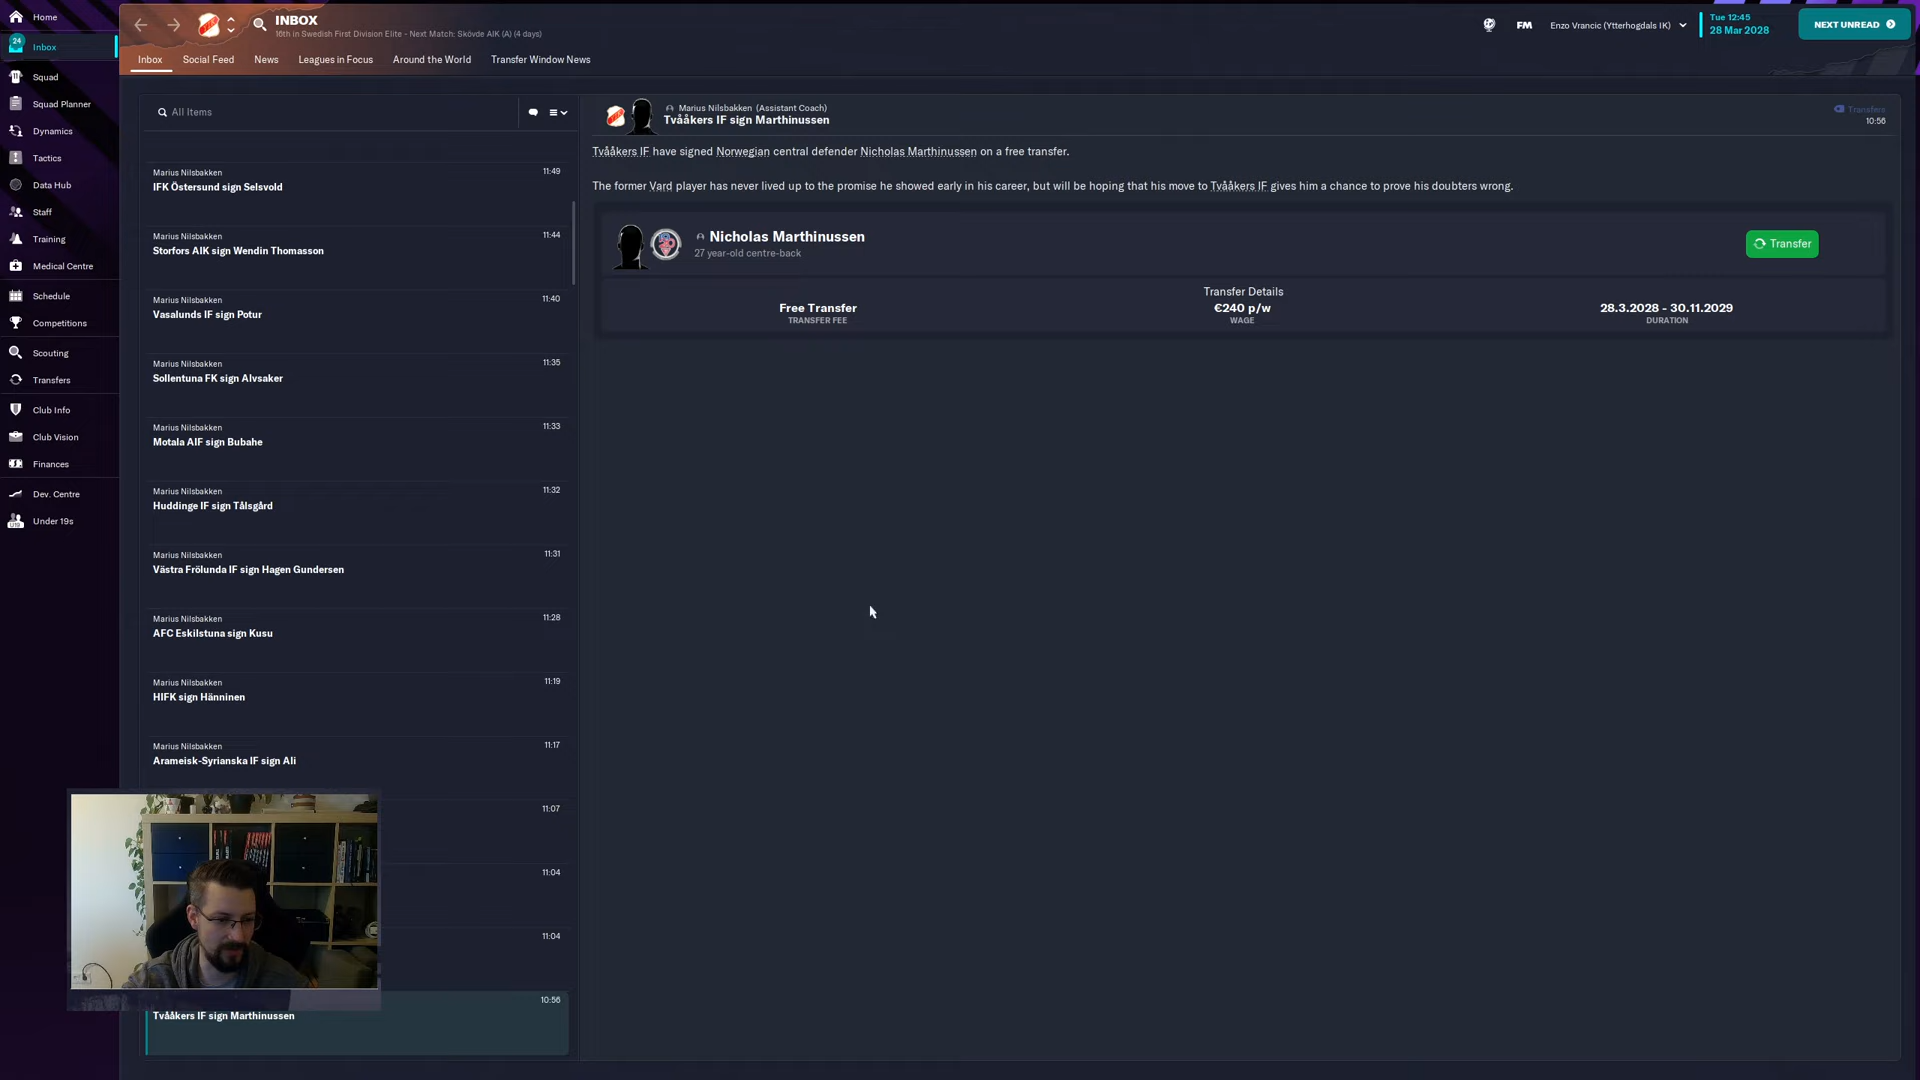 Home
24
Inbox
Squad
Squad Planner
Dynamics
Tactics
Data Hub
Staff
Training
Medical Centre
Schedule
Competitions
Scouting
Transfers
Club Info
Club Vision
Finances
Dev. Centre
Under 19s
INBOX
16th in Swedish First Division Elite - Next Match: Skövde AIK (A) (4 days)
FM
Enzo Vrancic (Ytterhogdals IK)
Tue 12:45
28 Mar 2028
NEXT UNREAD
Inbox
Social Feed
News
Leagues in Focus
Around the World
Transfer Window News
All Items
Marius Nilsbakken 11:49
IFK Östersund sign Selsvold
Marius Nilsbakken 11:44
Storfors AIK sign Wendin Thomasson
Marius Nilsbakken 11:40
Vasalunds IF sign Potur
Marius Nilsbakken 11:35
Sollentuna FK sign Alvsaker
Marius Nilsbakken 11:33
Motala AIF sign Bubahe
Marius Nilsbakken 11:32
Huddinge IF sign Tålsgård
Marius Nilsbakken 11:31
Västra Frölunda IF sign Hagen Gundersen
Marius Nilsbakken 11:28
AFC Eskilstuna sign Kusu
Marius Nilsbakken 11:19
HIFK sign Hänninen
Marius Nilsbakken 11:17
Arameisk-Syrianska IF sign Ali
11:07
11:04
11:04
10:56
Tvååkers IF sign Marthinussen
Marius Nilsbakken (Assistant Coach)
Tvååkers IF sign Marthinussen
Transfers
10:56
Tvååkers IF have signed Norwegian central defender Nicholas Marthinussen on a free transfer.
The former Vard player has never lived up to the promise he showed early in his career, but will be hoping that his move to Tvååkers IF gives him a chance to prove his doubters wrong.
Nicholas Marthinussen
27 year-old centre-back
Transfer
Transfer Details
Free Transfer
TRANSFER FEE
€240 p/w
WAGE
28.3.2028 - 30.11.2029
DURATION